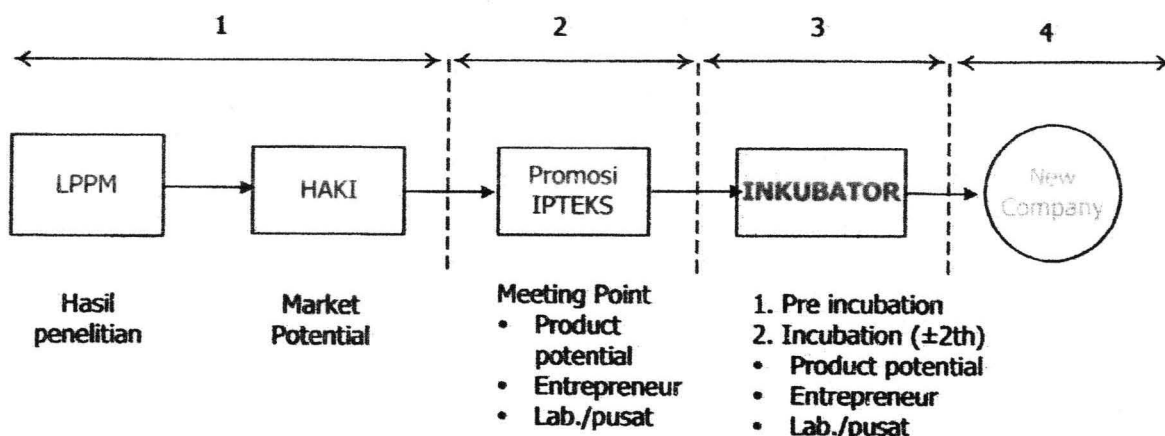 1
2
3
4
LPPM
HAKI
Promosi
IPTEKS
INKUBATOR
New
Company
Hasil
penelitian
Market
Potential
Meeting Point
• Product
potential
• Entrepreneur
• Lab./pusat
1. Pre incubation
2. Incubation (±2th)
• Product potential
• Entrepreneur
• Lab./pusat